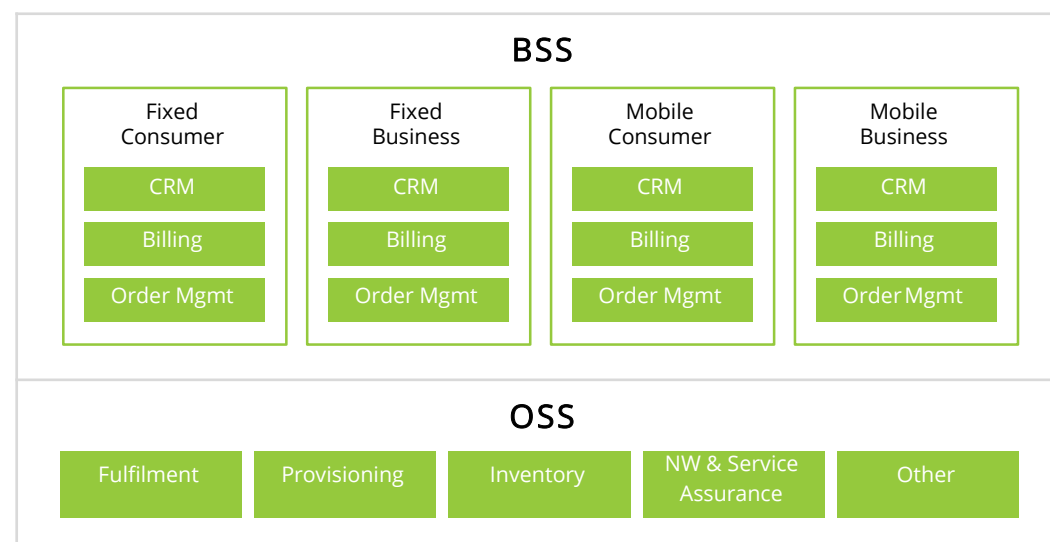 BSS
Fixed
Consumer
CRM
Billing
Order Mgmt
Fixed
Business
CRM
Billing
Order Mgmt
Mobile
Consumer
CRM
Billing
Order Mgmt
Mobile
Business
CRM
Billing
Order Mgmt
OSS
Fulfilment
Provisioning
Inventory
NW & Service
Assurance
Other